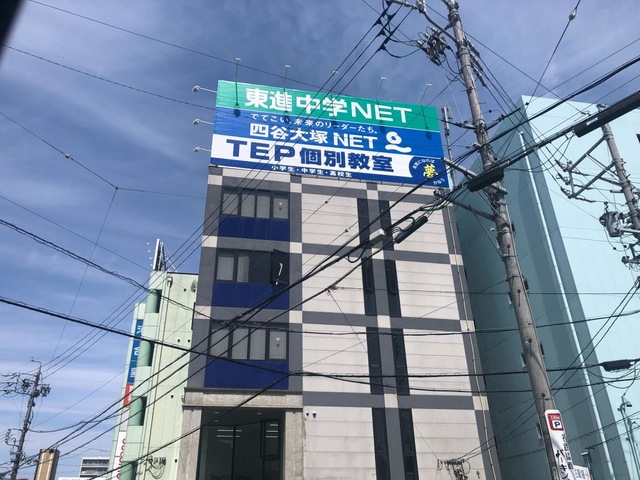 東進中学NET
でてこい、未来のリーダーたち。
四谷大塚NET
TEP個別教室
小学生・中学生・高校生
夢
P